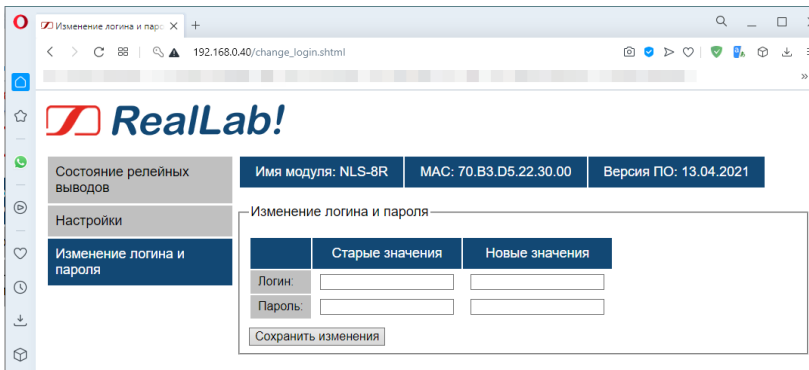 Изменение логина и паро
192.168.0.40/change_login.shtml
RealLab!
Состояние релейных
выводов
Настройки
Изменение логина и
пароля
Имя модуля: NLS-8R
MAC: 70.B3.D5.22.30.00
Версия ПО: 13.04.2021
Изменение логина и пароля
Старые значения
Новые значения
Логин:
Пароль:
Сохранить изменения